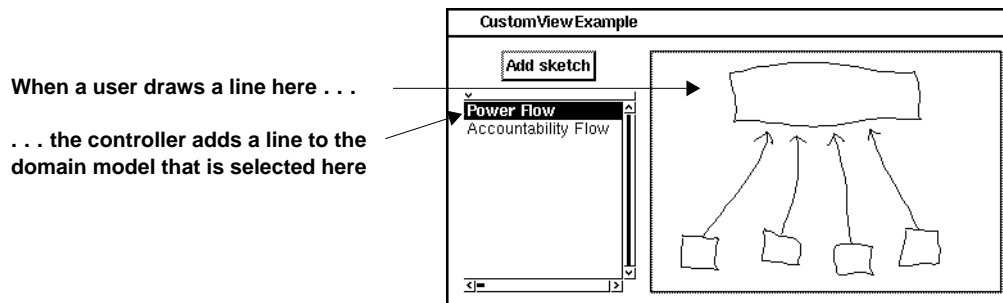 CustomViewExample
Add sketch
When a user draws a line here . . .
Power Flow
Accountability Flow
. . . the controller adds a line to the
domain model that is selected here